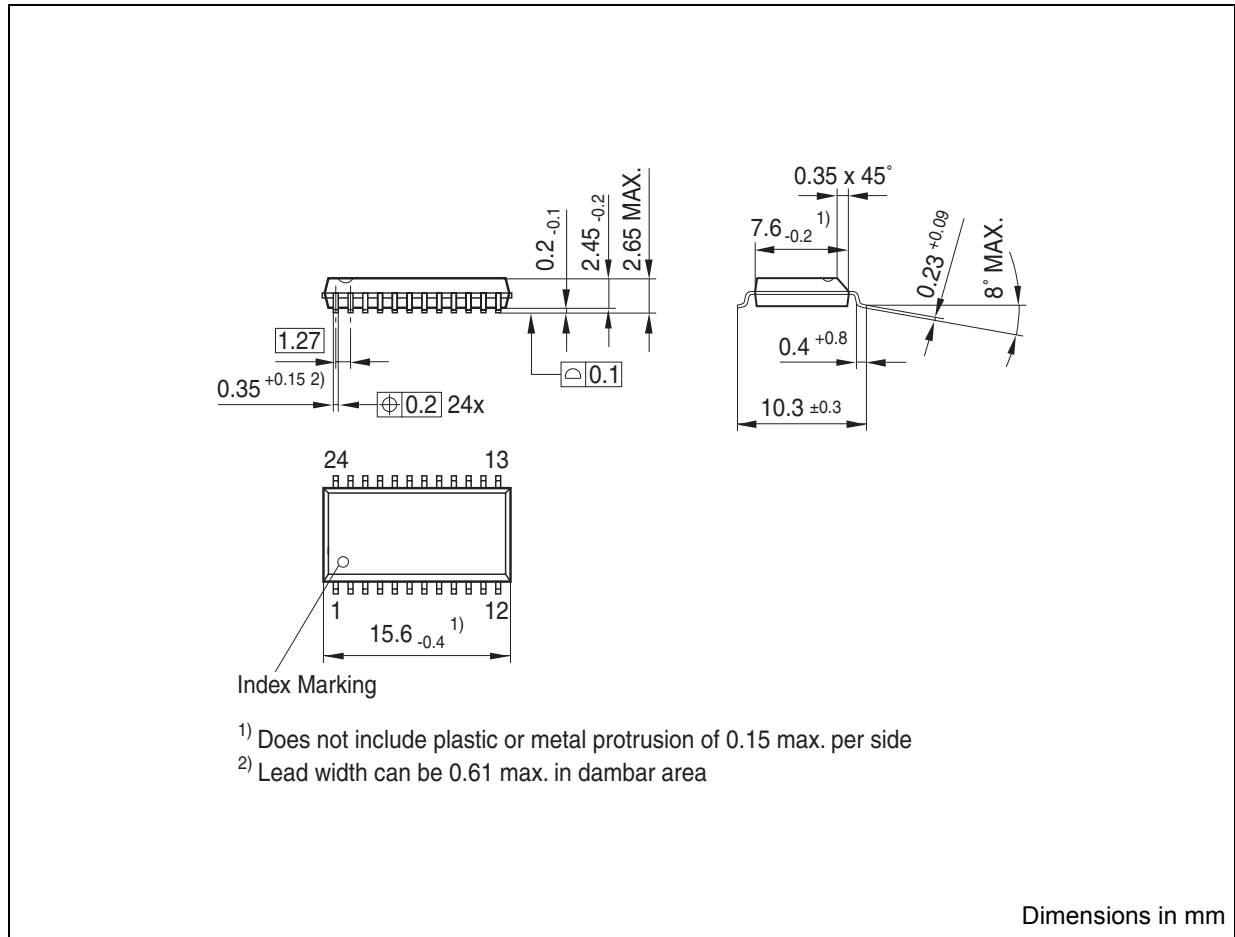 0.35 x 45˚
7.6 -0.2 1)
0.23 +0.09
8˚ MAX.
0.2 -0.1
2.45 -0.2
2.65 MAX.
1.27
0.35 +0.15 2)
0.2 24x
0.1
0.4 +0.8
10.3 ±0.3
24 13
1 12
15.6 -0.4 1)
Index Marking
1) Does not include plastic or metal protrusion of 0.15 max. per side
2) Lead width can be 0.61 max. in dambar area
Dimensions in mm